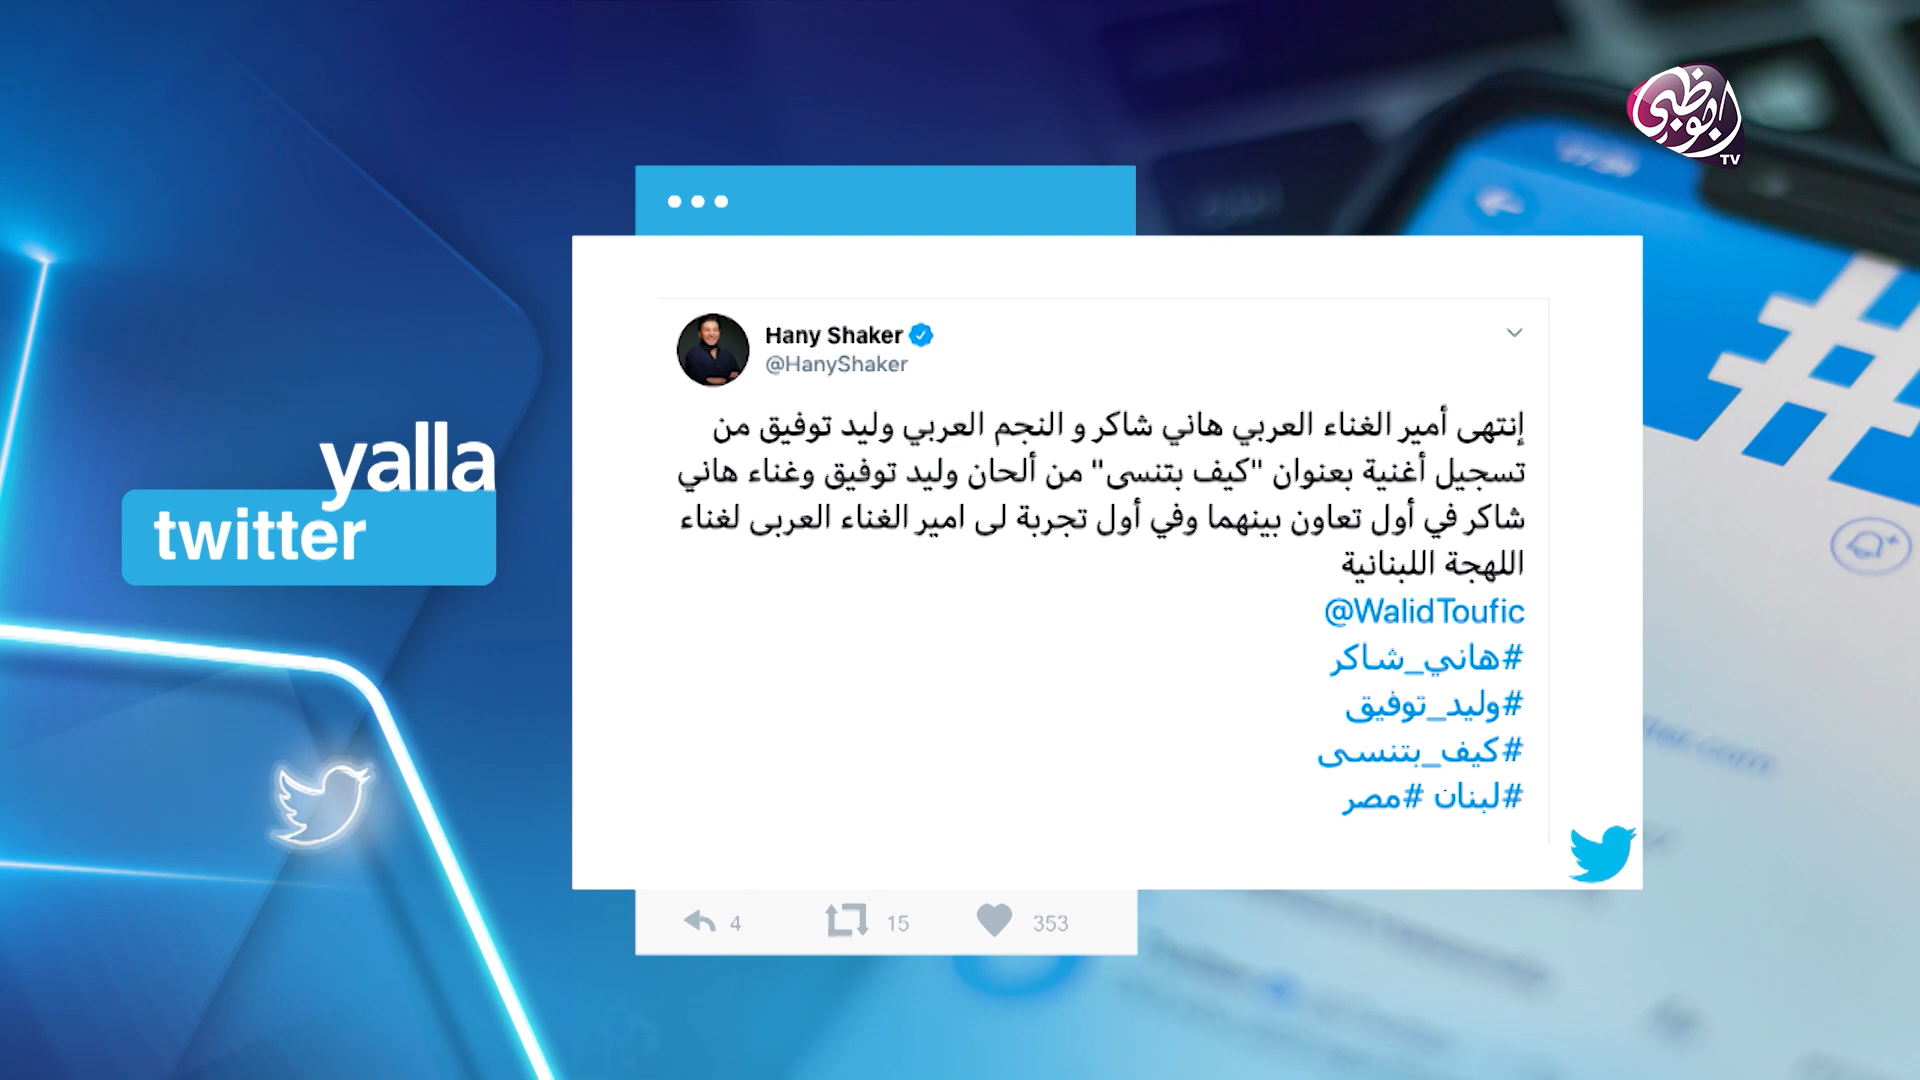 ابوظبي
TV
yalla
twitter
Hany Shaker
@HanyShaker
إنتهى أمير الغناء العربي هاني شاكر و النجم العربي وليد توفيق من
تسجيل أغنية بعنوان "كيف بتنسى" من ألحان وليد توفيق وغناء هاني
شاكر في أول تعاون بينهما وفي أول تجربة لى امير الغناء العربى لغناء
اللهجة اللبنانية
@WalidToufic
#هاني_شاكر
#وليد_توفيق
#كيف_بتنسى
#لبنان #مصر
4 15 353